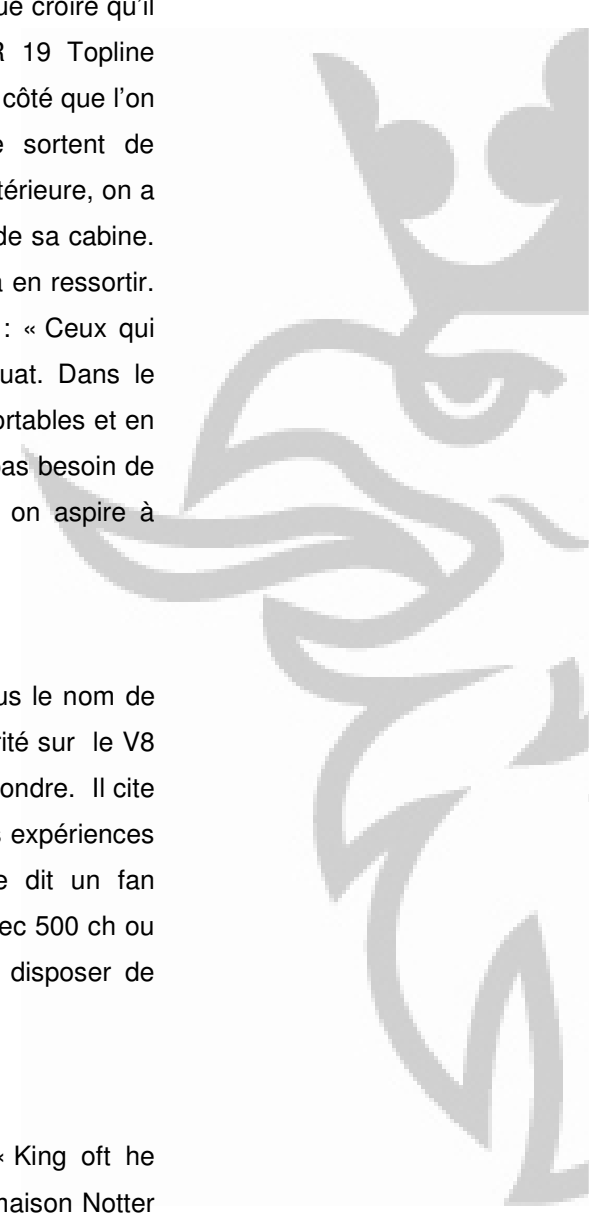 ue croire qu'il
R 19 Topline
côté que l'on
e sortent de
térieure, on a
de sa cabine.
a en ressortir.
: « Ceux qui
uat. Dans le
ortables et en
pas besoin de
on aspire à
us le nom de
rité sur le V8
ondre. Il cite
s expériences
e dit un fan
ec 500 ch ou
disposer de
« King oft he
maison Notter